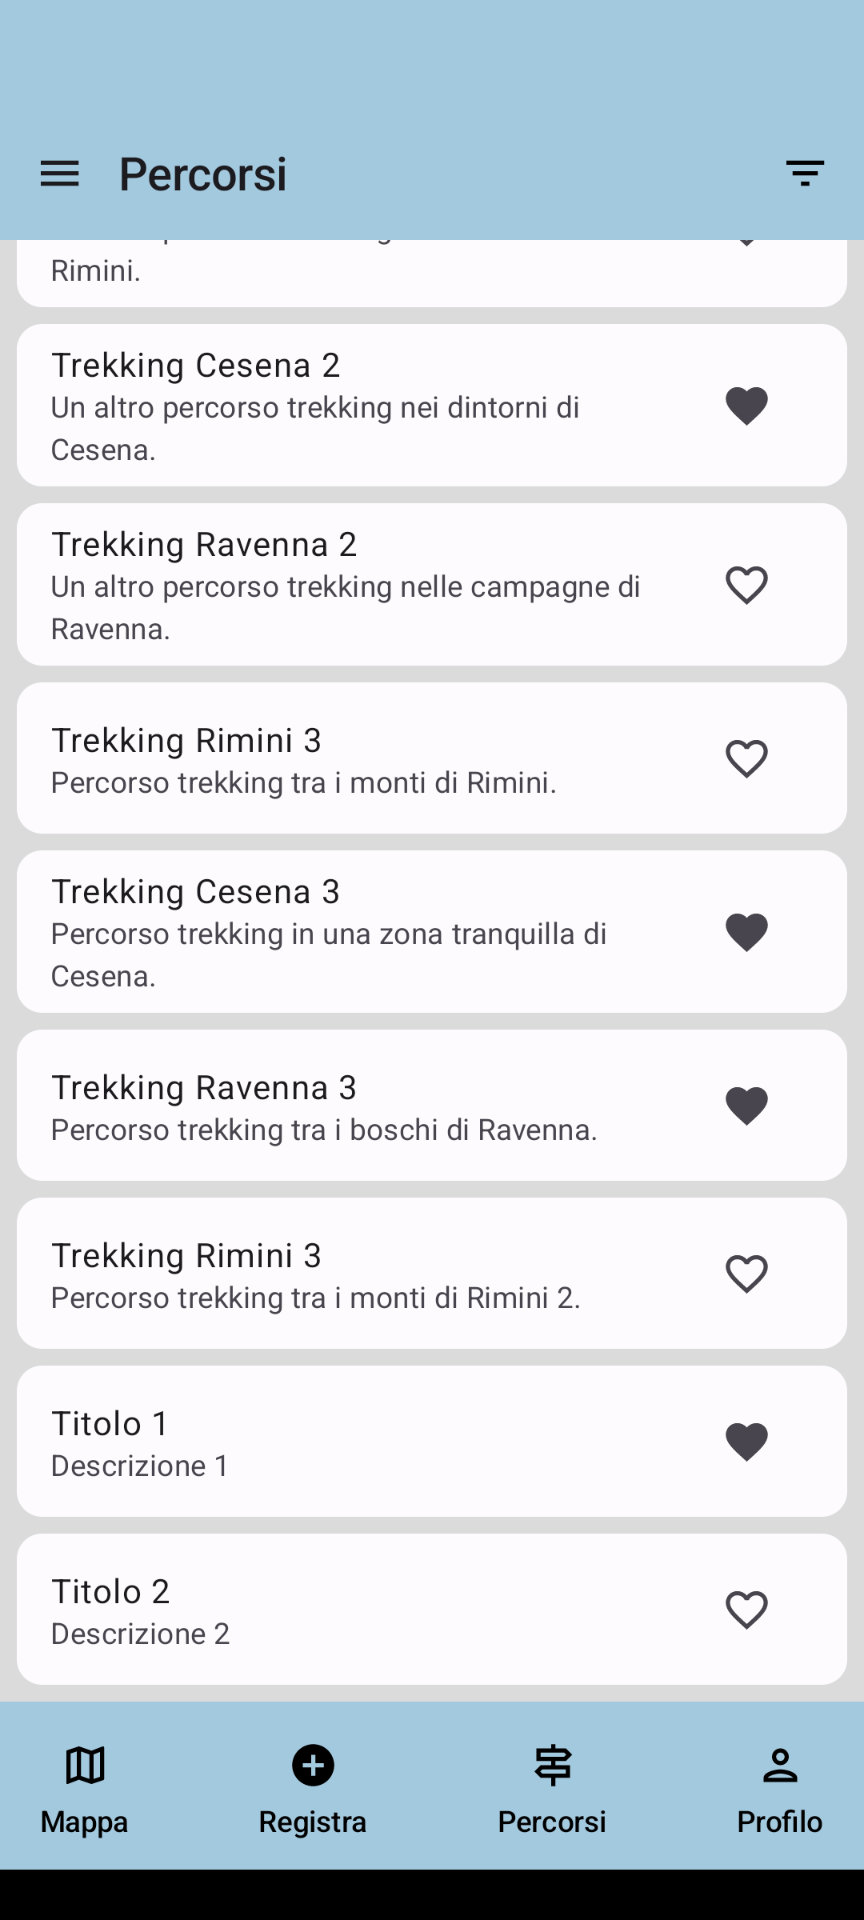 Percorsi
Rimini.
Trekking Cesena 2
Un altro percorso trekking nei dintorni di
Cesena.
Trekking Ravenna 2
Un altro percorso trekking nelle campagne di
Ravenna.
Trekking Rimini 3
Percorso trekking tra i monti di Rimini.
Trekking Cesena 3
Percorso trekking in una zona tranquilla di
Cesena.
Trekking Ravenna 3
Percorso trekking tra i boschi di Ravenna.
Trekking Rimini 3
Percorso trekking tra i monti di Rimini 2.
Titolo 1
Descrizione 1
Titolo 2
Descrizione 2
Mappa
Registra
Percorsi
Profilo